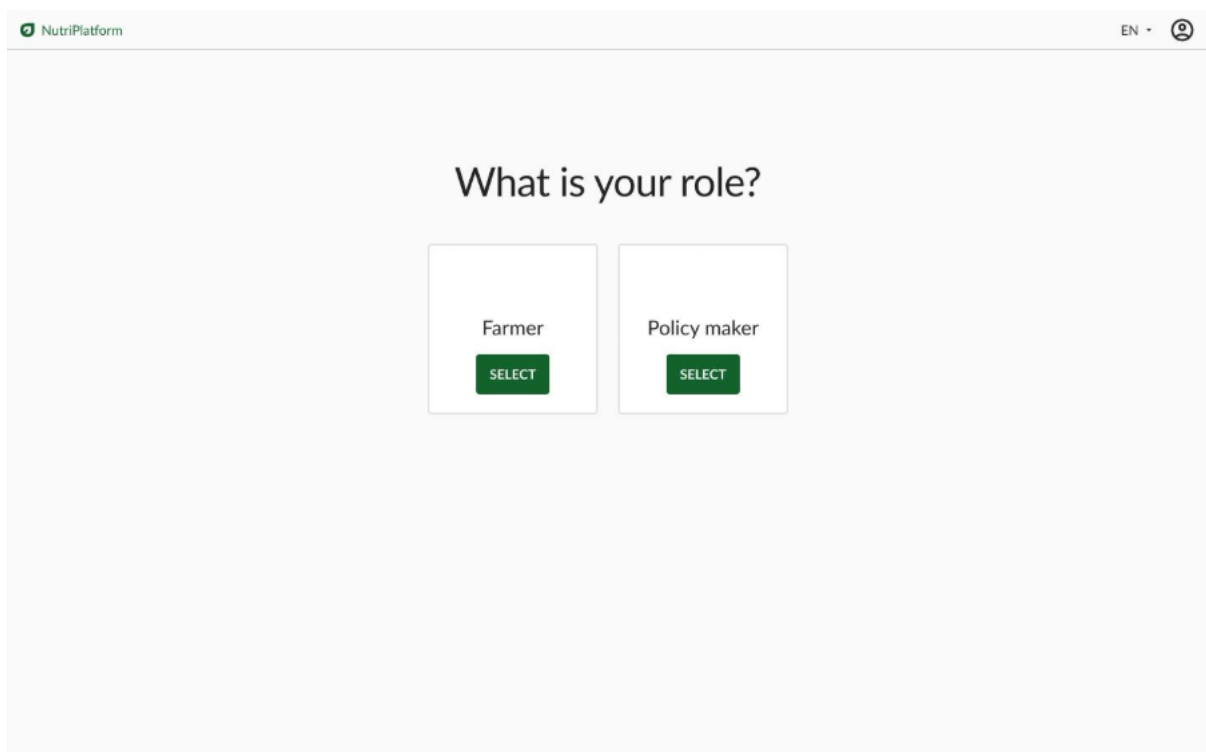 NutriPlatform
EN
What is your role?
Farmer
Policy maker
SELECT
SELECT